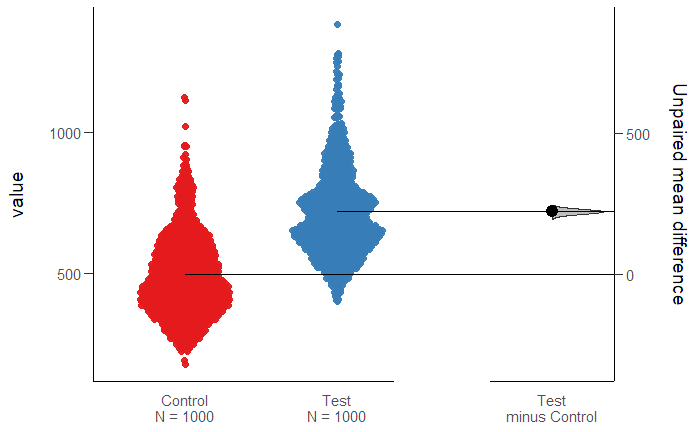 value
1000
500
Control
N = 1000
Test
N = 1000
500
0
Unpaired mean difference
Test
minus Control